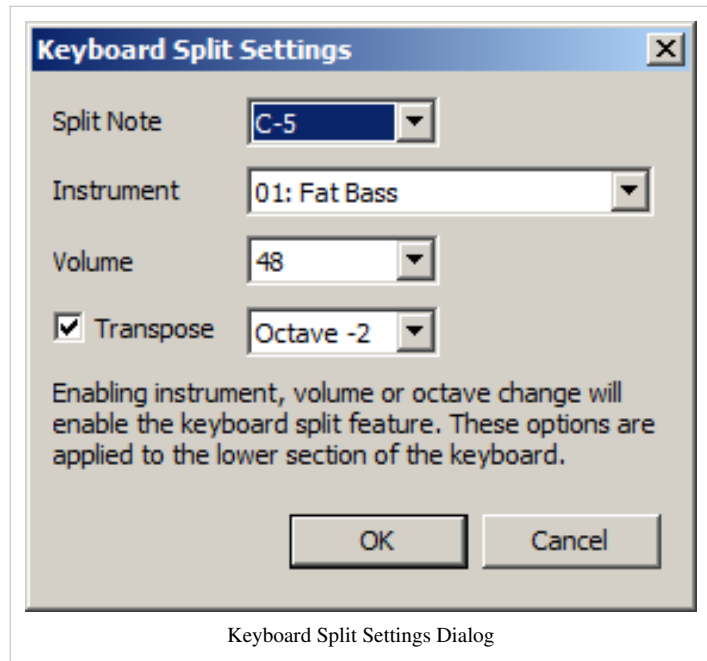 Keyboard Split Settings
Split Note C-5
Instrument 01: Fat Bass
Volume 48
Transpose Octave -2
Enabling instrument, volume or octave change will
enable the keyboard split feature. These options are
applied to the lower section of the keyboard.
OK Cancel
Keyboard Split Settings Dialog